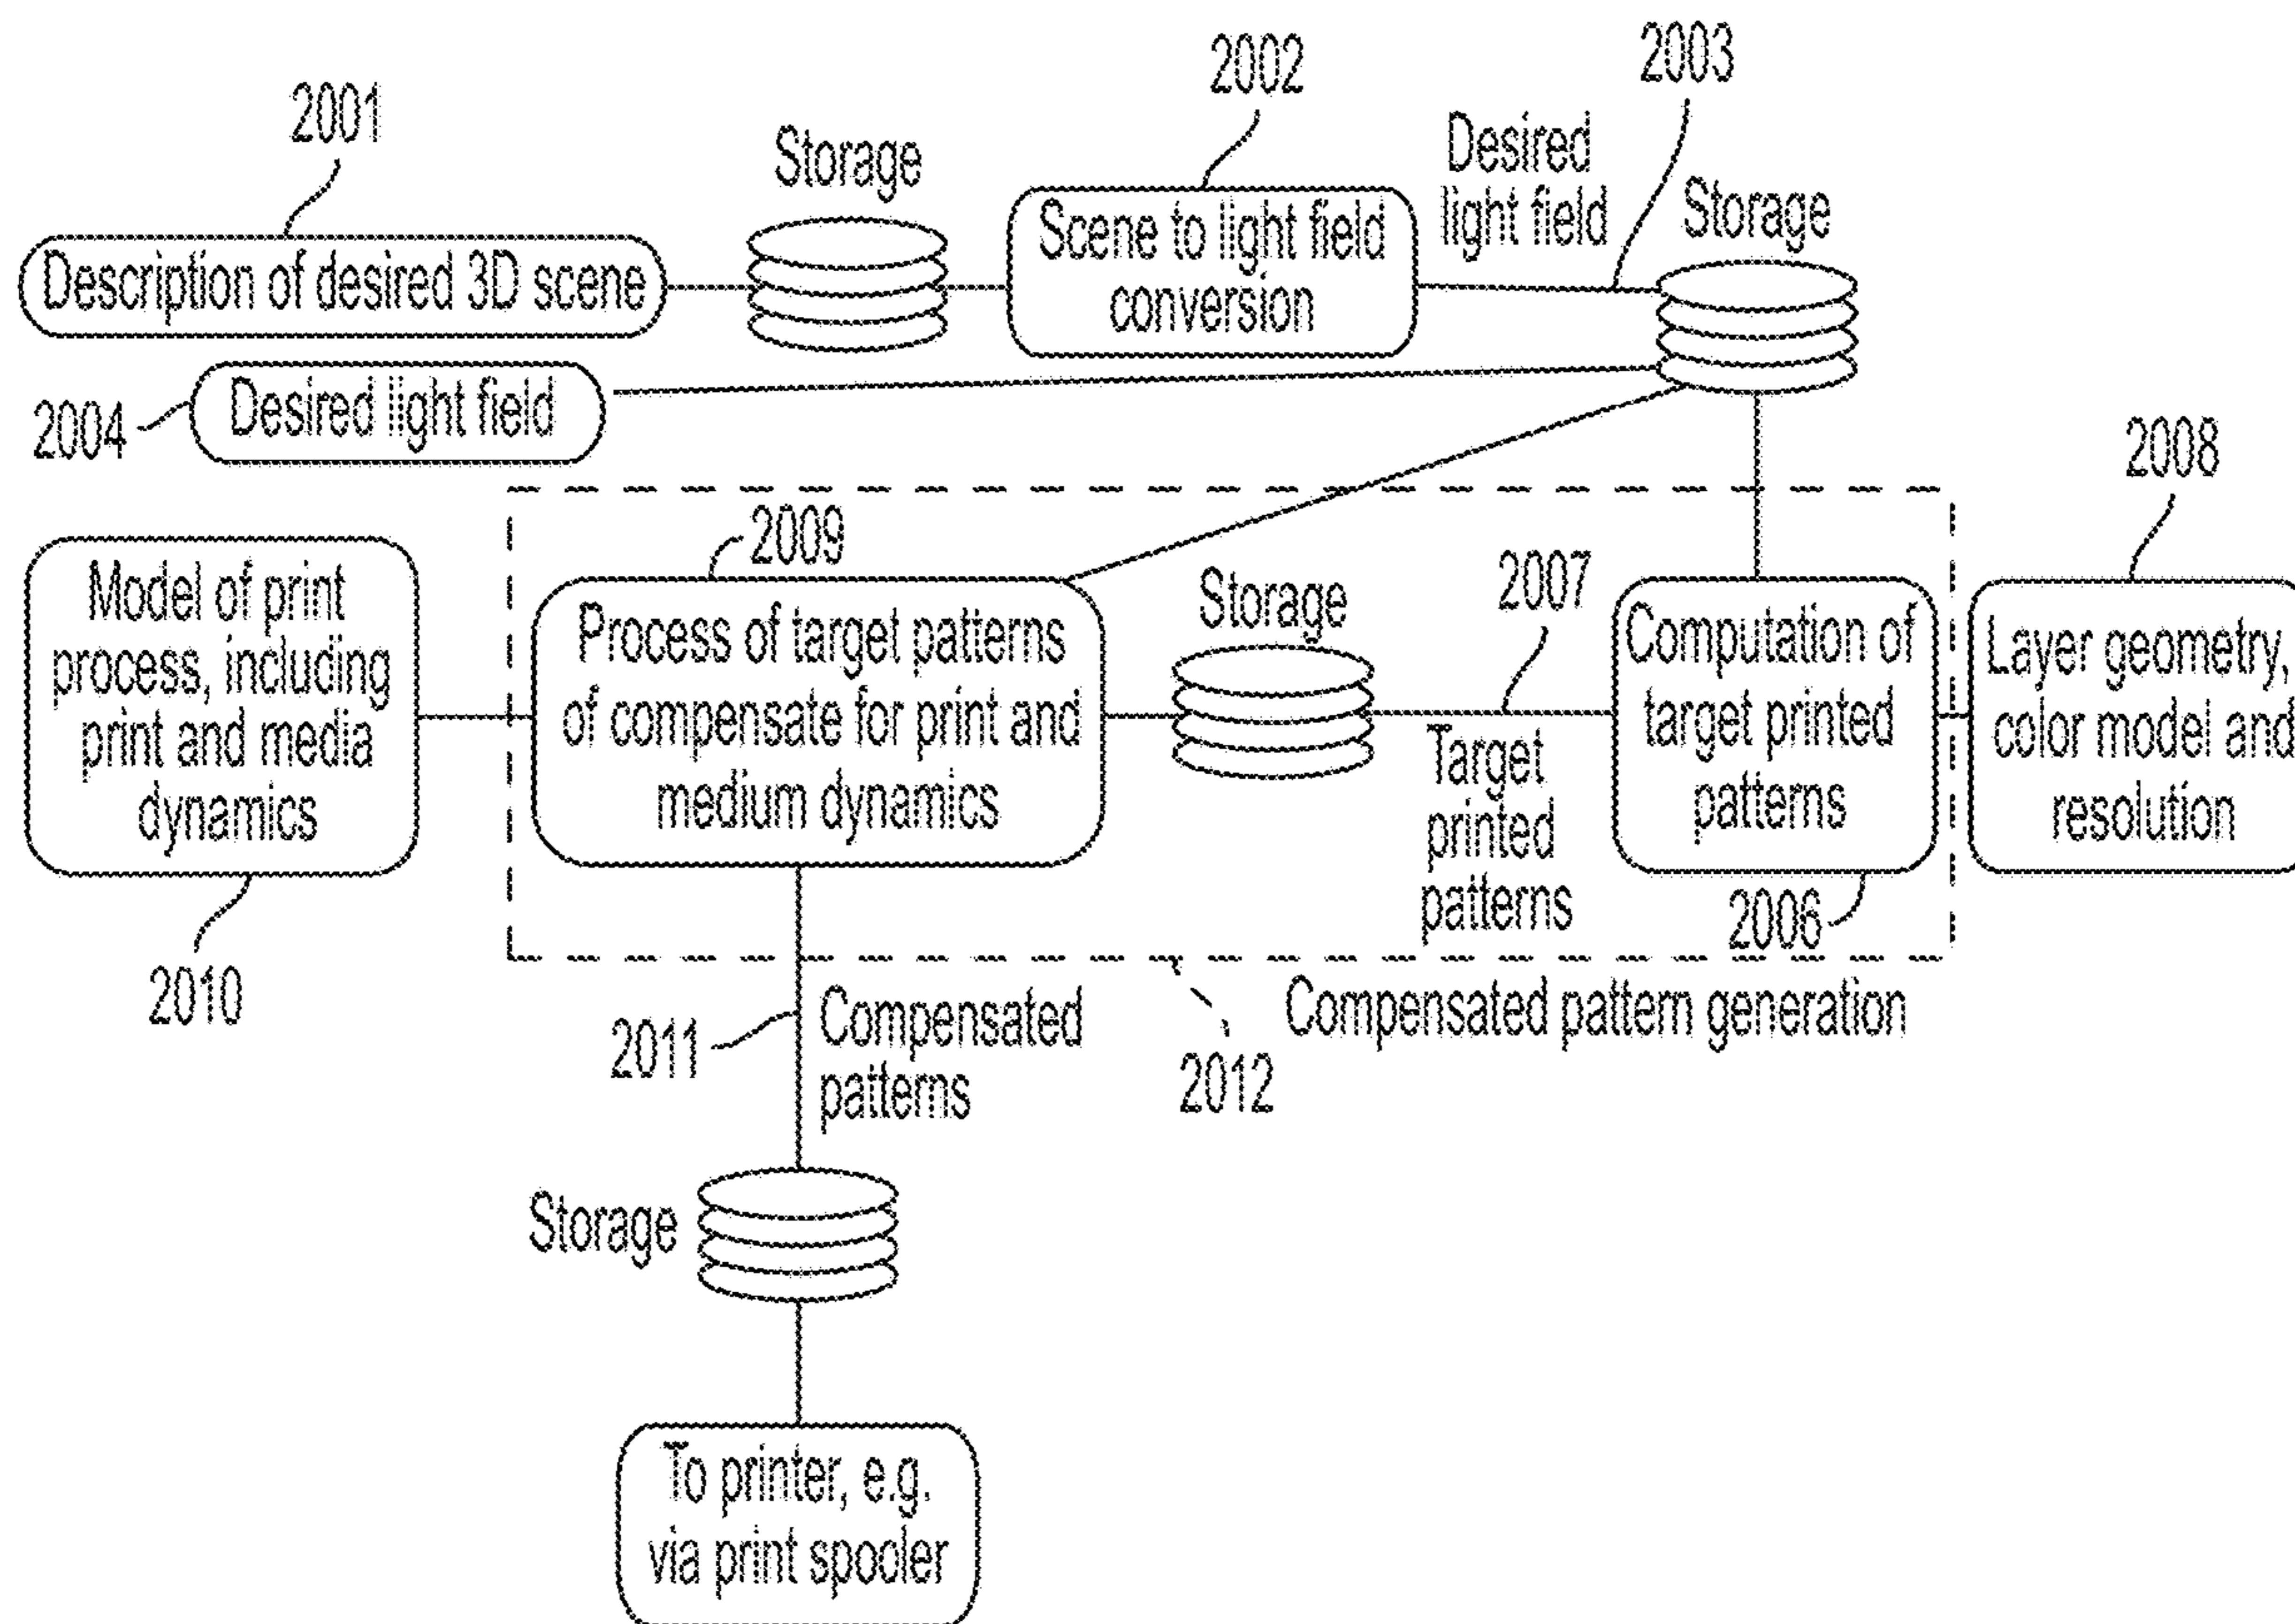 2001
Storage
2002
2003
Desired
light field
Storage
Description of desired 3D scene
Scene to light field
conversion
2004
Desired light field
2008
2009
Model of print
process, including
print and media
dynamics
2010
Process of target patterns
of compensate for print and
medium dynamics
Storage
2007
Target
printed
patterns
Computation of
target printed
patterns
2006
Layer geometry,
color model and
resolution
2011
Compensated
patterns
2012
Compensated pattern generation
Storage
To printer, e.g.
via print spooler